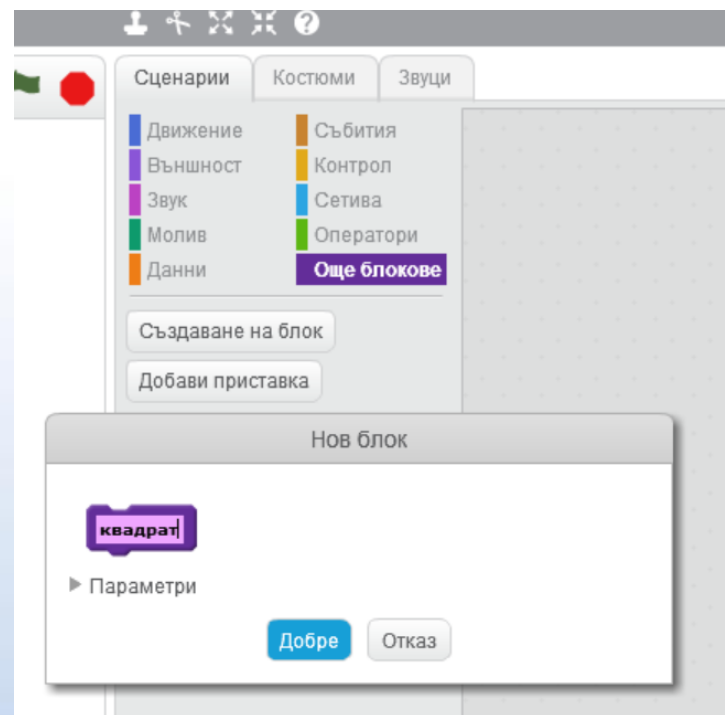 Сценарии Костюми Звуци
Движение Събития
Външност Контрол
Звук Сетива
Молив Оператори
Данни Още блокове
Създаване на блок
Добави приставка
Нов блок
квадрат
Параметри
Добре Отказ